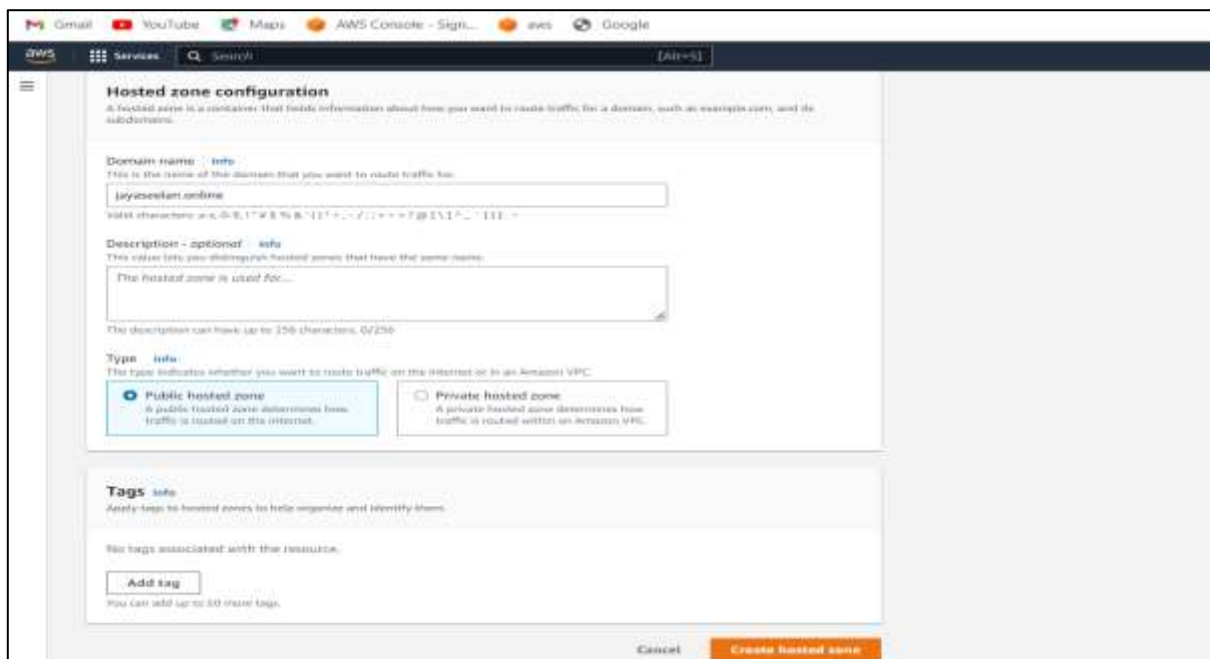 Gmail YouTube Maps AWS Console - Sign... aws Google
aws Services Search [Alt+S]
Hosted zone configuration
A hosted zone is a container that holds information about how you want to route traffic for a domain, such as example.com, and its
subdomains.
Domain name Info
This is the name of the domain that you want to route traffic for.
jayaseelan.online
Valid characters: a-z, 0-9,
Description - optional Info
This value lets you distinguish hosted zones that have the same name.
The hosted zone is used for...
The description can have up to 256 characters. 0/256
Type Info
The type indicates whether you want to route traffic on the internet or in an Amazon VPC.
Public hosted zone
A public hosted zone determines how
traffic is routed on the internet.
Private hosted zone
A private hosted zone determines how
traffic is routed within an Amazon VPC.
Tags Info
Apply tags to hosted zones to help organize and identify them.
No tags associated with the resource.
Add tag
You can add up to 50 more tags.
Cancel Create hosted zone